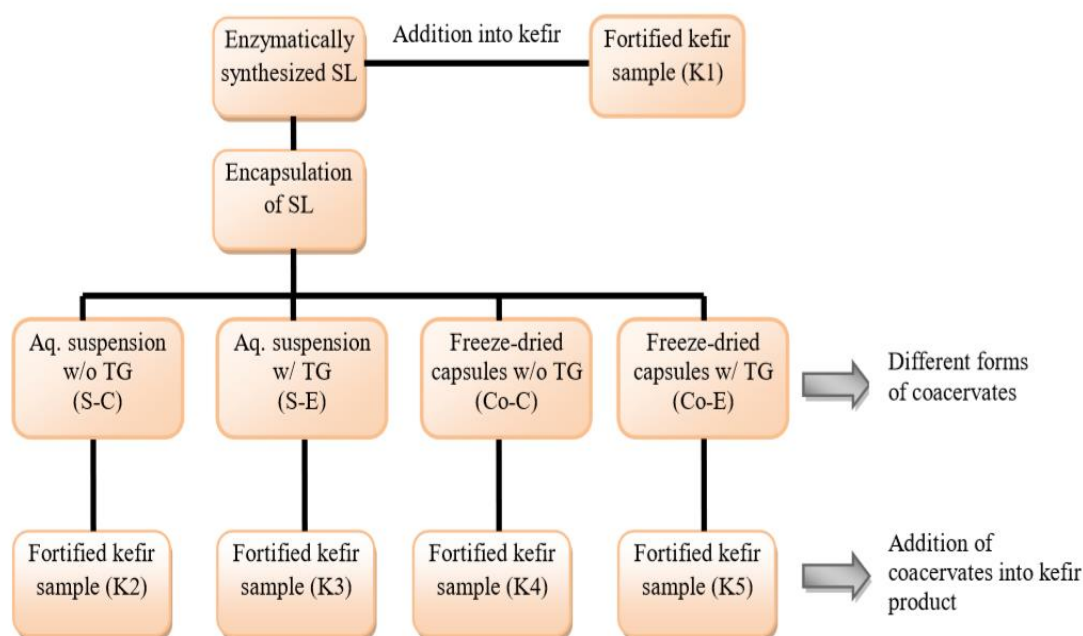 Enzymatically
synthesized SL
Addition into kefir
Fortified kefir
sample (K1)
Encapsulation
of SL
Aq. suspension
w/o TG
(S-C)
Aq. suspension
w/ TG
(S-E)
Freeze-dried
capsules w/o TG
(Co-C)
Freeze-dried
capsules w/ TG
(Co-E)
Different forms
of coacervates
Fortified kefir
sample (K2)
Fortified kefir
sample (K3)
Fortified kefir
sample (K4)
Fortified kefir
sample (K5)
Addition of
coacervates into kefir
product